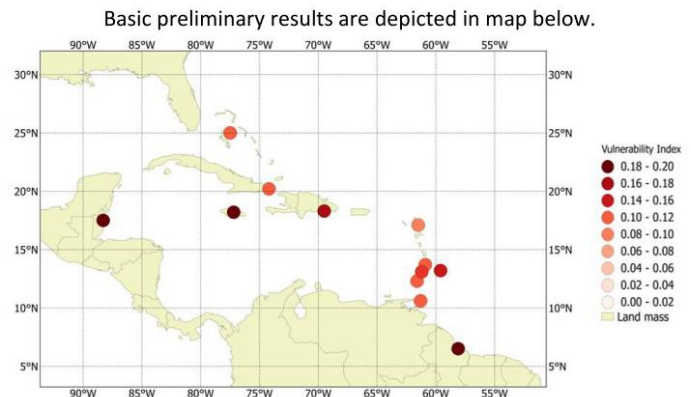 Basic preliminary results are depicted in map below.
90°W 85°W 80°W 75°W 70°W 65°W 60°W 55°W
30°N 30°N
25°N 25°N
20°N 20°N
15°N 15°N
10°N 10°N
5°N 5°N
90°W 85°W 80°W 75°W 70°W 65°W 60°W 55°W
Vulnerability Index
0.18 - 0.20
0.16 - 0.18
0.14 - 0.16
0.10 - 0.12
0.08 - 0.10
0.06 - 0.08
0.04 - 0.06
0.02 - 0.04
0.00 - 0.02
Land mass